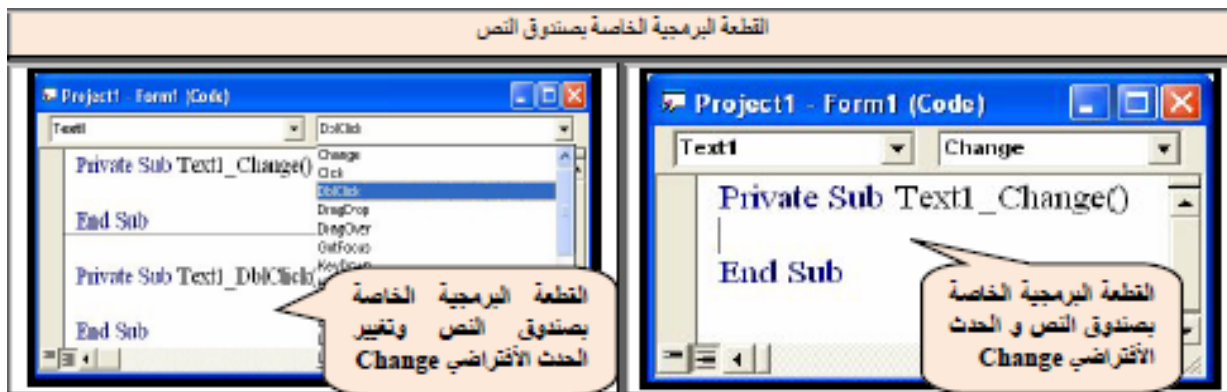 القطعة البرمجية الخاصة بصندوق النص
Project1 - Form1 (Code)
Text1
Change
Private Sub Text1_Change()
End Sub
القطعة البرمجية الخاصة
بصندوق النص و الحدث
الأفتراضي Change
Project1 - Form1 (Code)
Text1
DblClick
Private Sub Text1_Change()
End Sub
Private Sub Text1_DblClick(
End Sub
Change
Click
DblClick
DragDrop
DragOver
GotFocus
KeyDown
القطعة البرمجية الخاصة
بصندوق النص وتغيير
الحدث الأفتراضي Change